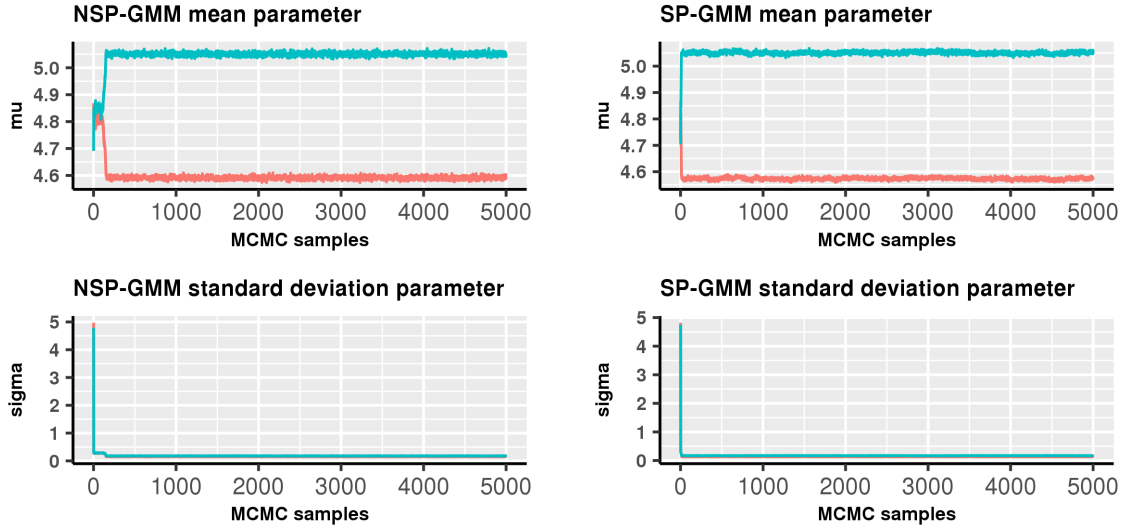 NSP-GMM mean parameter
mu
5.0
4.9
4.8
4.7
4.6
0 1000 2000 3000 4000 5000
MCMC samples
SP-GMM mean parameter
mu
5.0
4.9
4.8
4.7
4.6
0 1000 2000 3000 4000 5000
MCMC samples
NSP-GMM standard deviation parameter
sigma
5
4
3
2
1
0
0 1000 2000 3000 4000 5000
MCMC samples
SP-GMM standard deviation parameter
sigma
5
4
3
2
1
0
0 1000 2000 3000 4000 5000
MCMC samples